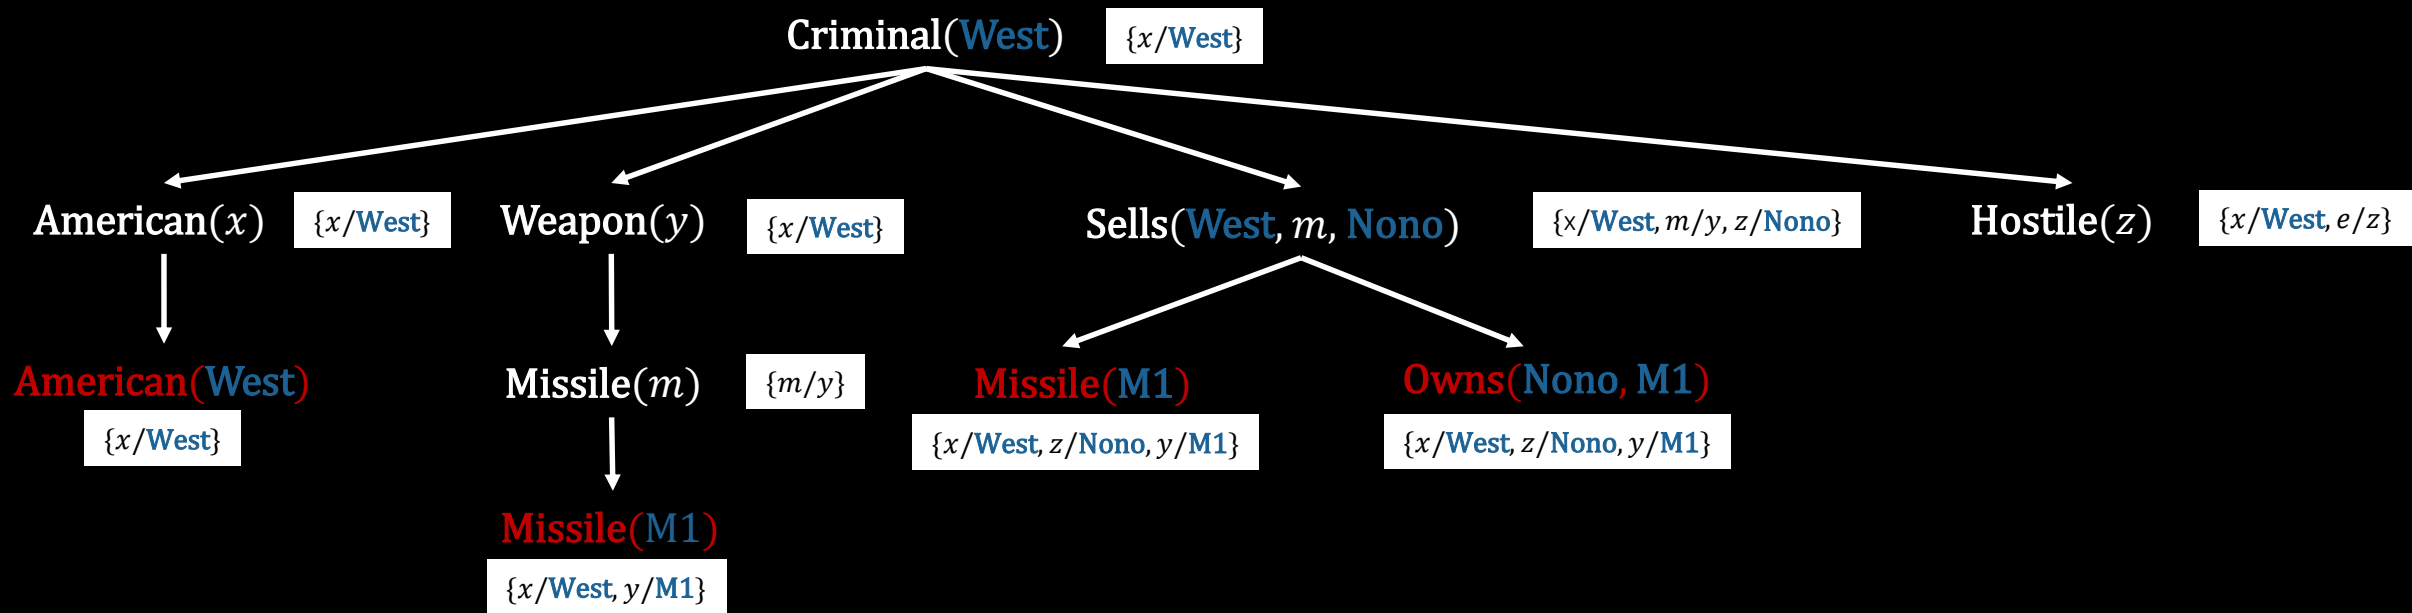 Criminal(West) {x/West}
American(x) {x/West} Weapon(y) {x/West} Sells(West, m, Nono) {x/West, m/y, z/Nono} Hostile(z) {x/West, e/z}
American(West) Missile(m) {m/y} Missile(M1) Owns(Nono, M1)
{x/West} {x/West, z/Nono, y/M1} {x/West, z/Nono, y/M1}
Missile(M1)
{x/West, y/M1}